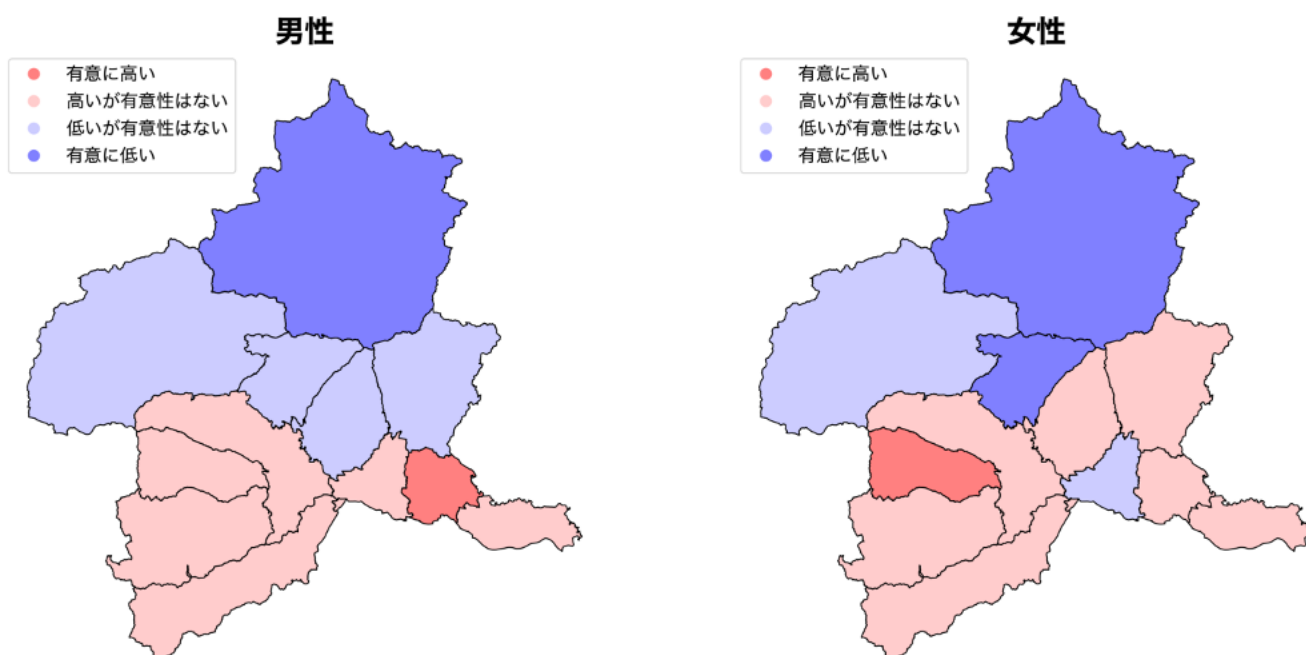 男性
有意に高い
高いが有意性はない
低いが有意性はない
有意に低い
女性
有意に高い
高いが有意性はない
低いが有意性はない
有意に低い